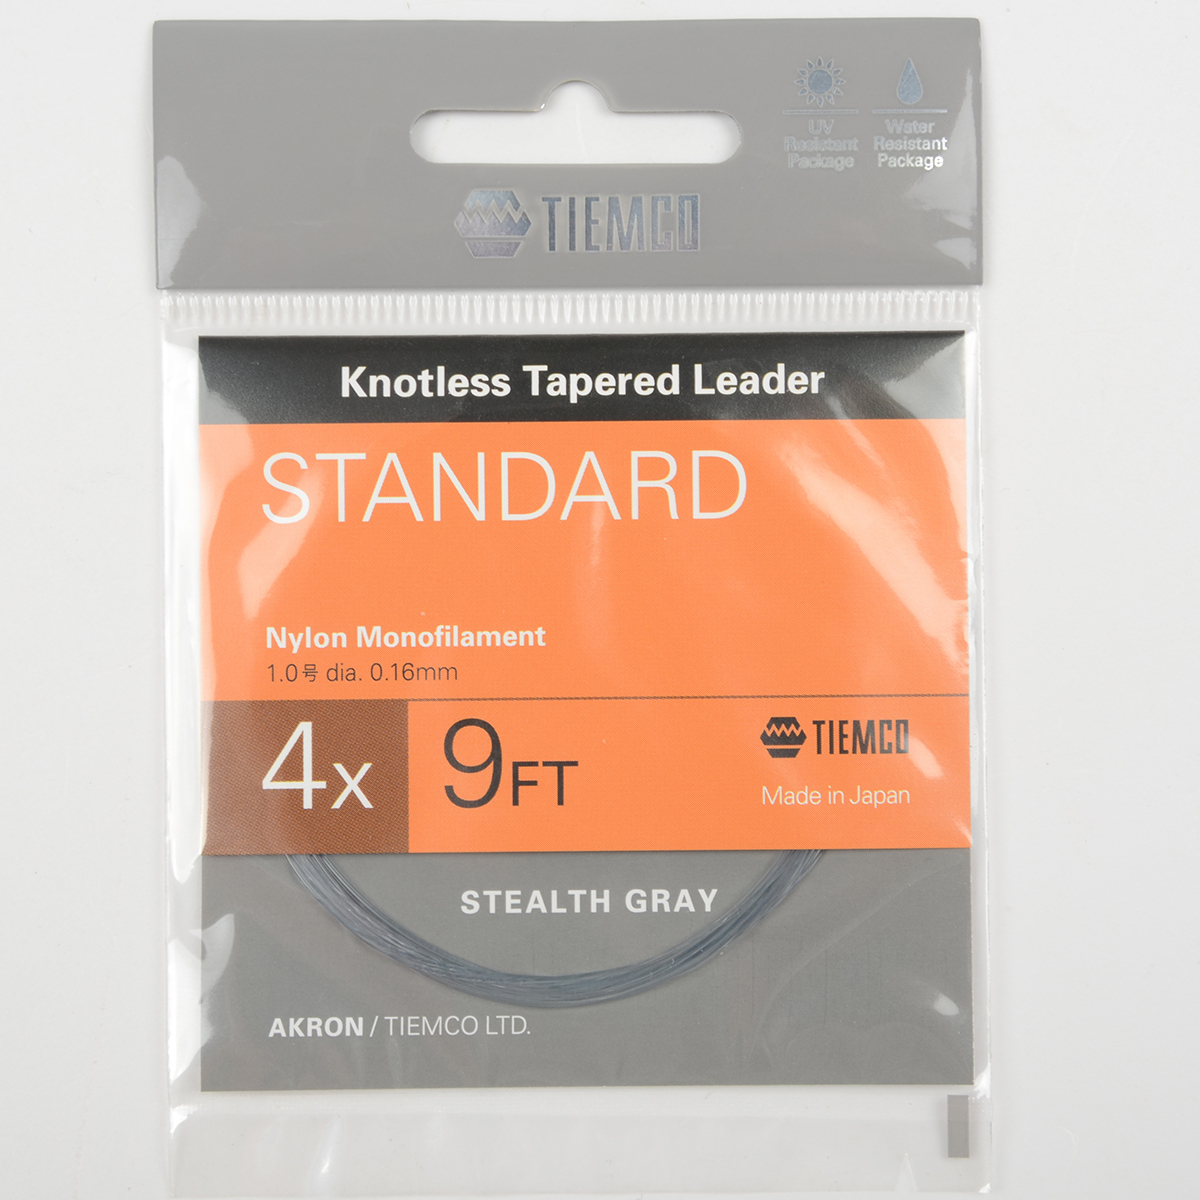 UV
Resistant
Package
Water
Resistant
Package
TIEMCO
Knotless Tapered Leader
STANDARD
Nylon Monofilament
1.0号 dia. 0.16mm
4X
9FT
TIEMCO
Made in Japan
STEALTH GRAY
AKRON / TIEMCO LTD.